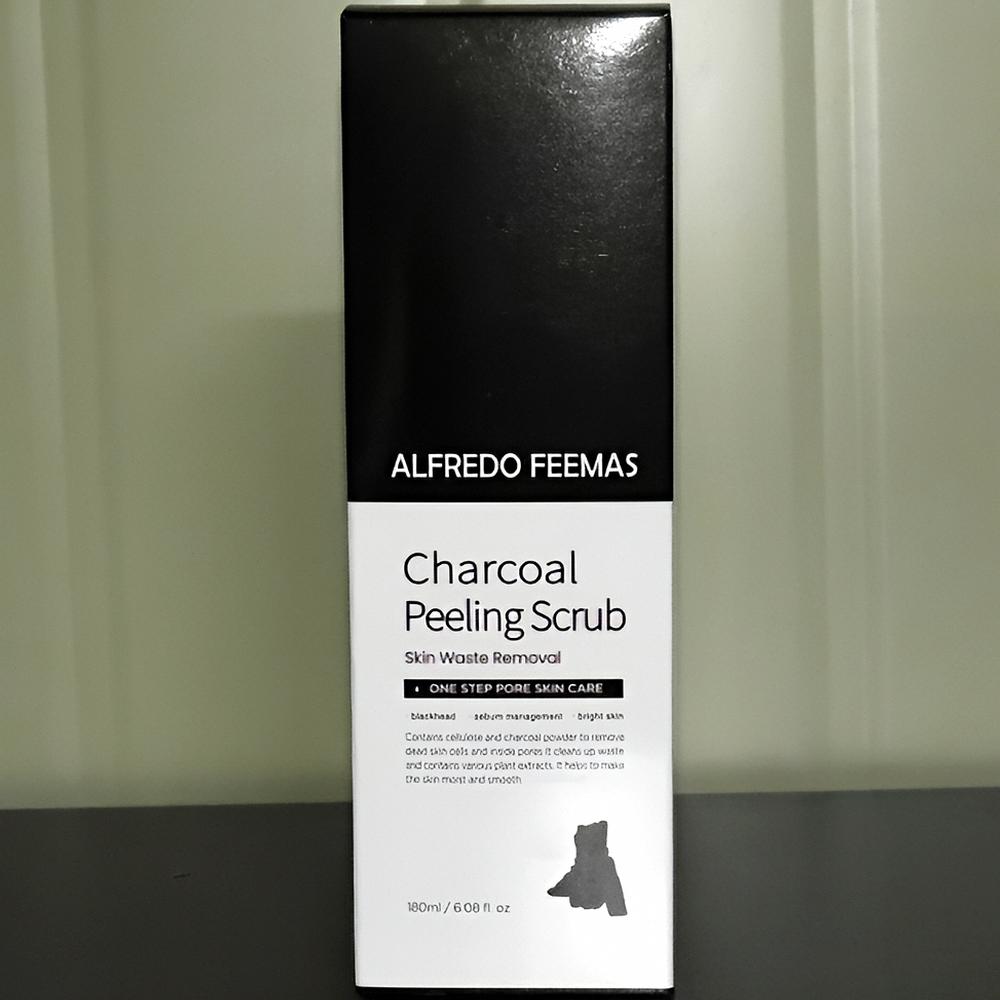 ALFREDO FEEMAS
Charcoal
Peeling Scrub
Skin Waste Removal
ONE STEP PORE SKIN CARE
blackhead sebum management bright skin
Contains cellulose and charcoal powder to remove
dead skin cells and inside pores It cleans up waste
and contains various plant extracts. It helps to make
the skin moist and smooth
180ml / 6.08 fl. oz